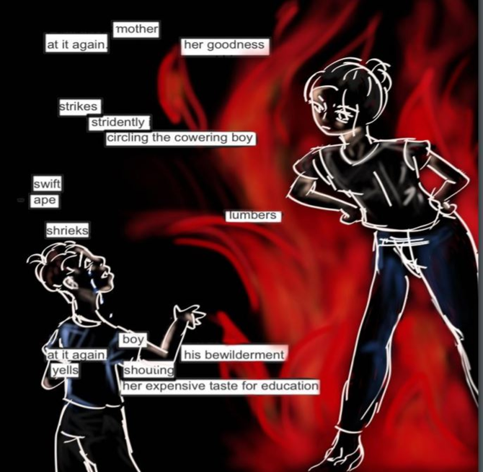 mother
at it again.
her goodness
strikes
stridently
circling the cowering boy
swift
ape
lumbers
shrieks
boy
at it again
his bewilderment
yells
shouting
her expensive taste for education